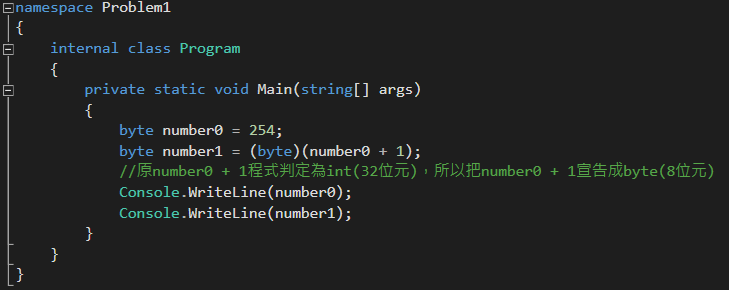 namespace Problem1
{
    internal class Program
    {
        private static void Main(string[] args)
        {
            byte number0 = 254;
            byte number1 = (byte)(number0 + 1);
            //原number0 + 1程式判定為int(32位元)，所以把number0 + 1宣告成byte(8位元)
            Console.WriteLine(number0);
            Console.WriteLine(number1);
        }
    }
}